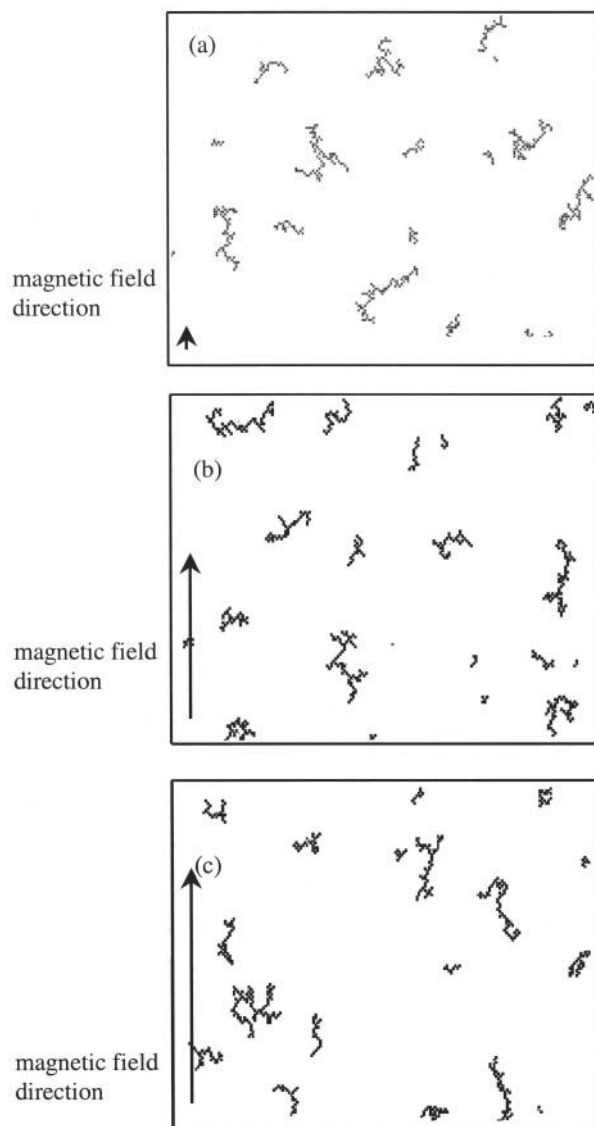 (a)
magnetic field
direction
(b)
magnetic field
direction
(c)
magnetic field
direction